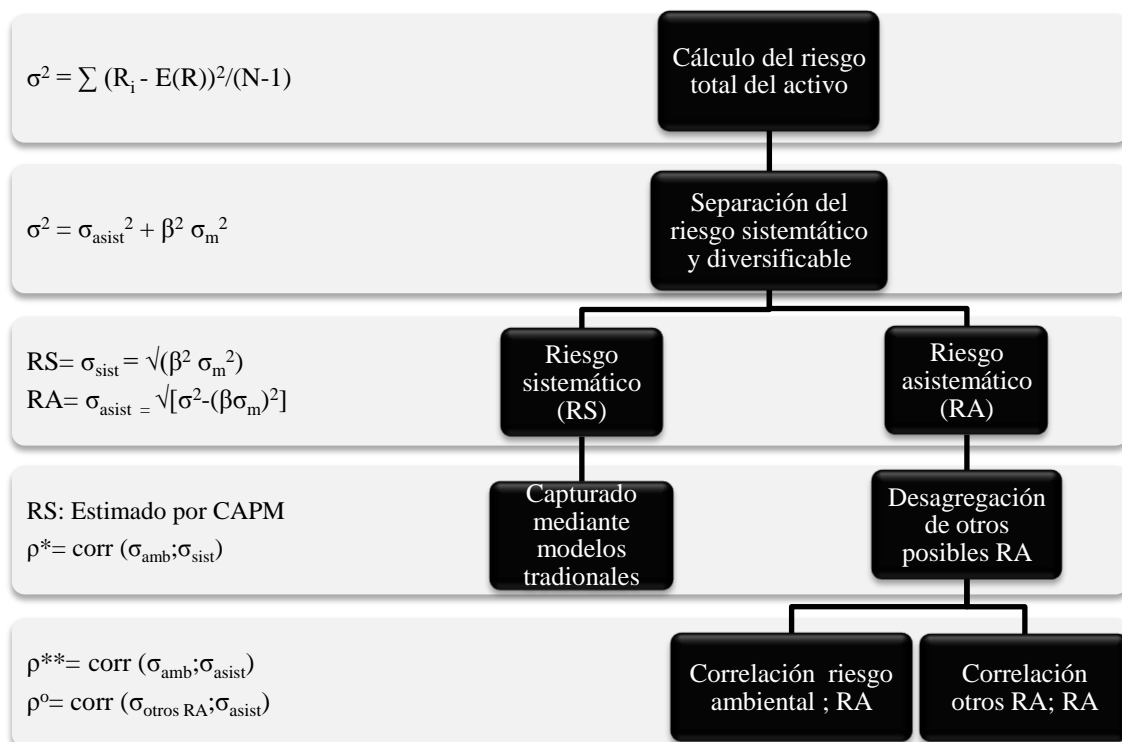 σ² = ∑ (Rᵢ - E(R))²/(N-1)
Cálculo del riesgo
total del activo
σ² = σ_asist² + β² σ_m²
Separación del
riesgo sistemtático
y diversificable
RS= σ_sist = √(β² σ_m²)
RA= σ_asist = √[σ²-(βσ_m)²]
Riesgo
sistemático
(RS)
Riesgo
asistemático
(RA)
RS: Estimado por CAPM
ρ*= corr (σ_amb;σ_sist)
Capturado
mediante
modelos
tradionales
Desagregación
de otros
posibles RA
ρ**= corr (σ_amb;σ_asist)
ρº= corr (σ_otros RA;σ_asist)
Correlación riesgo
ambiental ; RA
Correlación
otros RA; RA